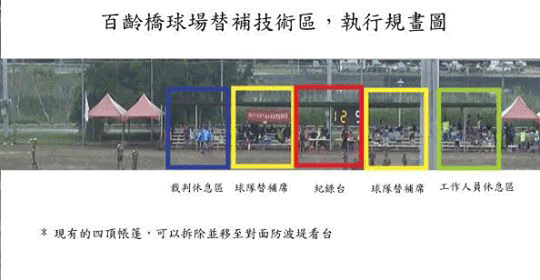 百齡橋球場替補技術區，執行規畫圖
裁判休息區 球隊替補席 紀錄台 球隊替補席 工作人員休息區
* 現有的四頂帳蓬，可以拆除並移至對面防波堤看台